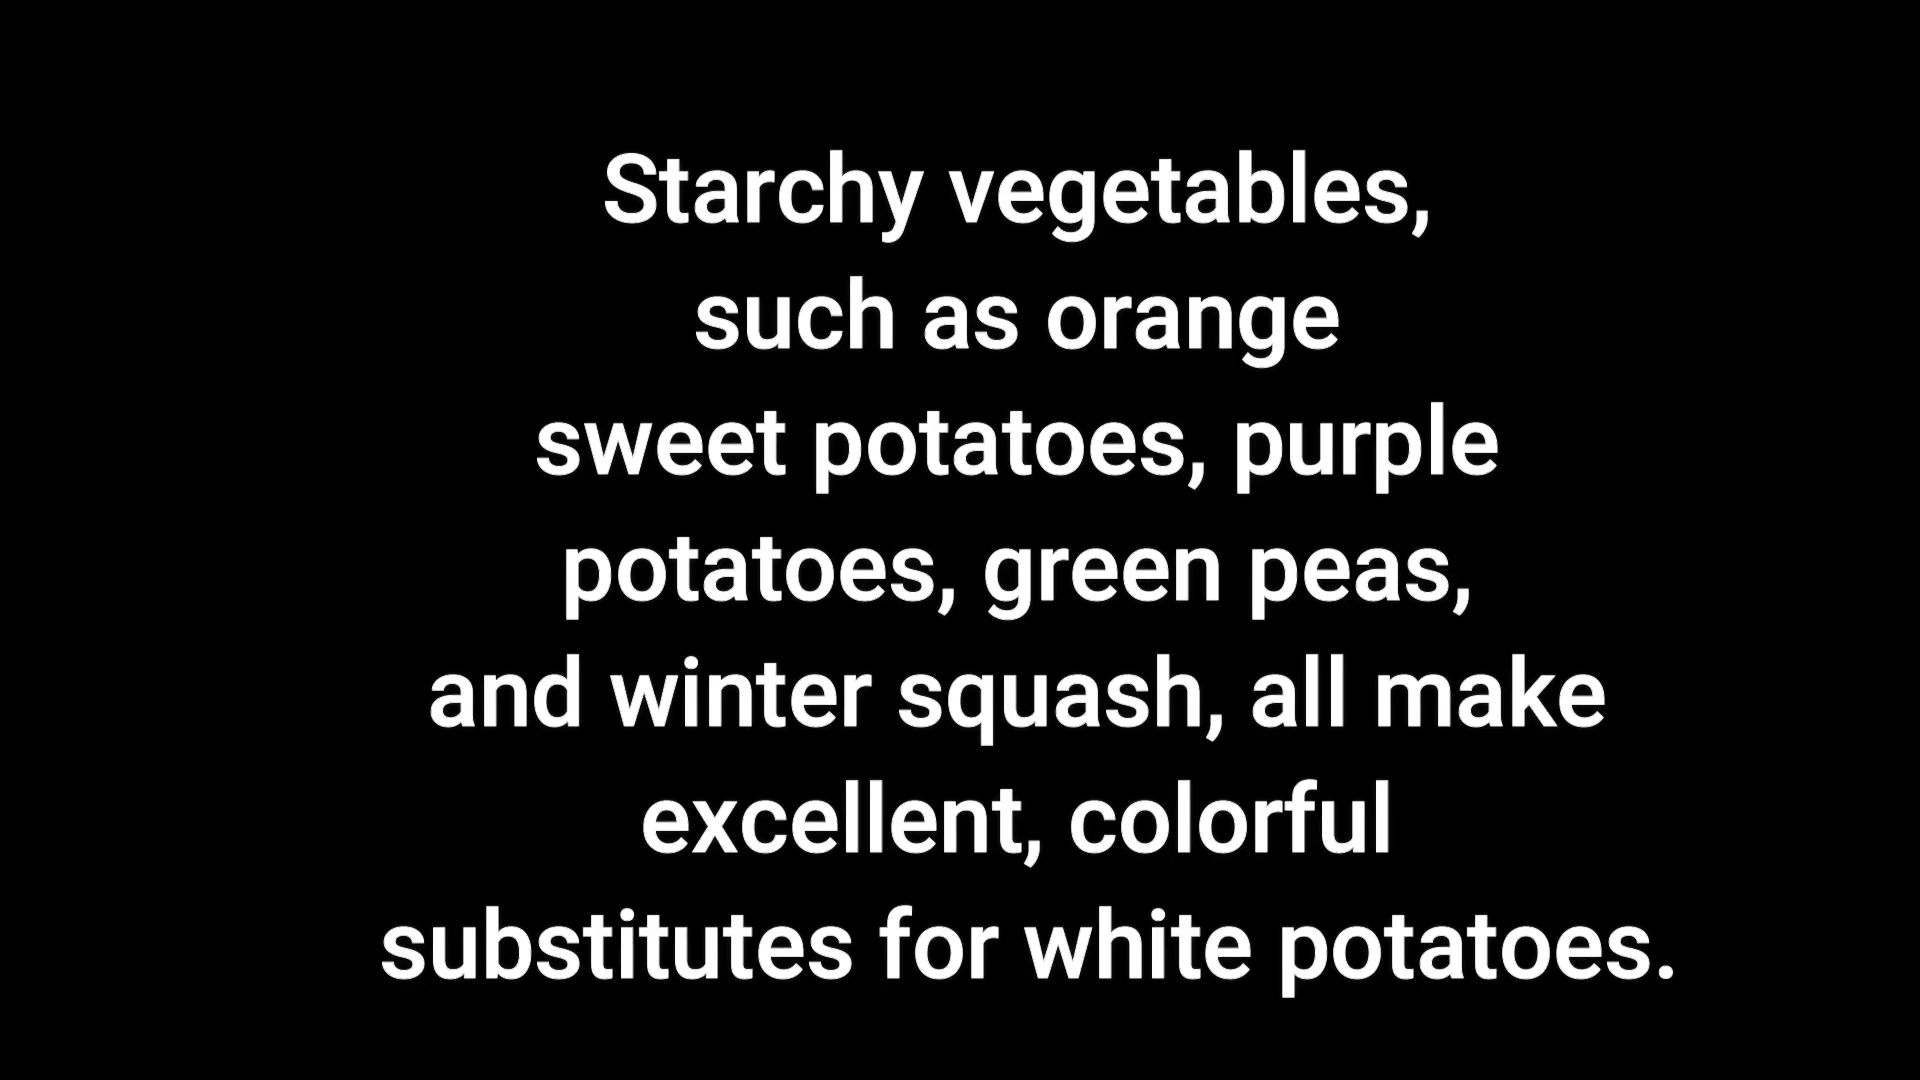 Starchy vegetables,
such as orange
sweet potatoes, purple
potatoes, green peas,
and winter squash, all make
excellent, colorful
substitutes for white potatoes.